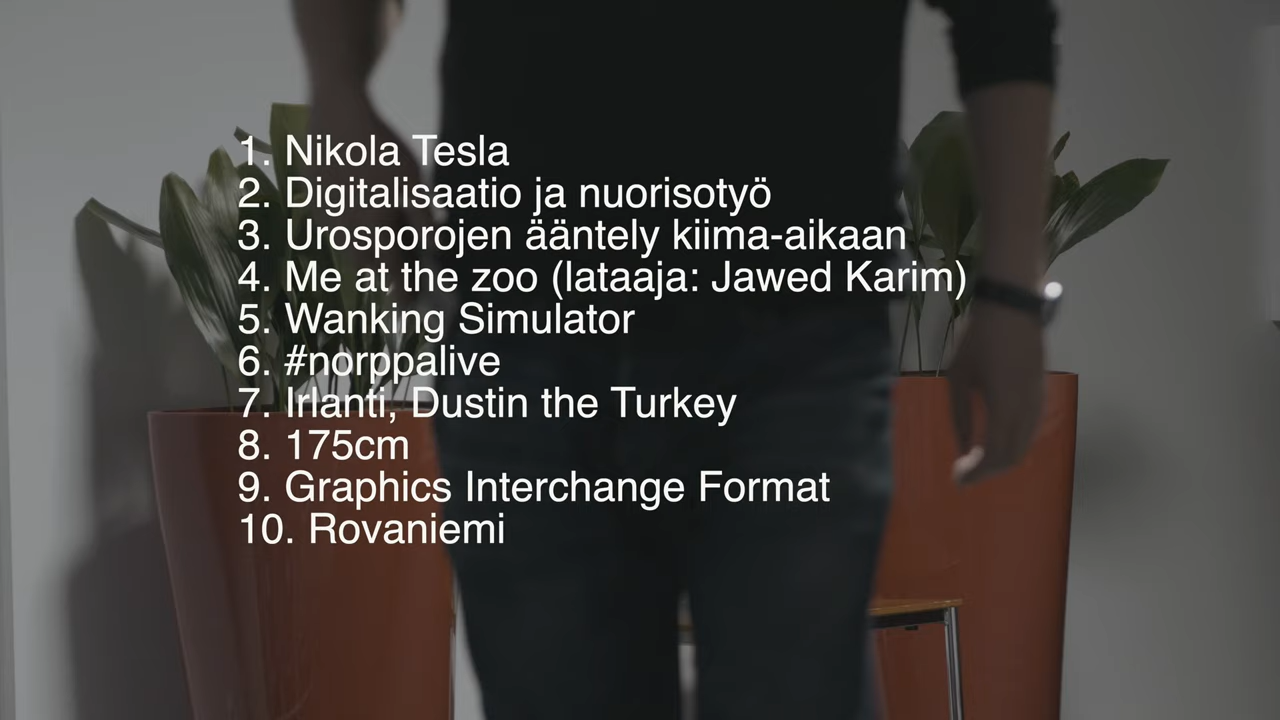 1. Nikola Tesla
2. Digitalisaatio ja nuorisotyö
3. Urosporojen ääntely kiima-aikaan
4. Me at the zoo (lataaja: Jawed Karim)
5. Wanking Simulator
6. #norppalive
7. Irlanti, Dustin the Turkey
8. 175cm
9. Graphics Interchange Format
10. Rovaniemi